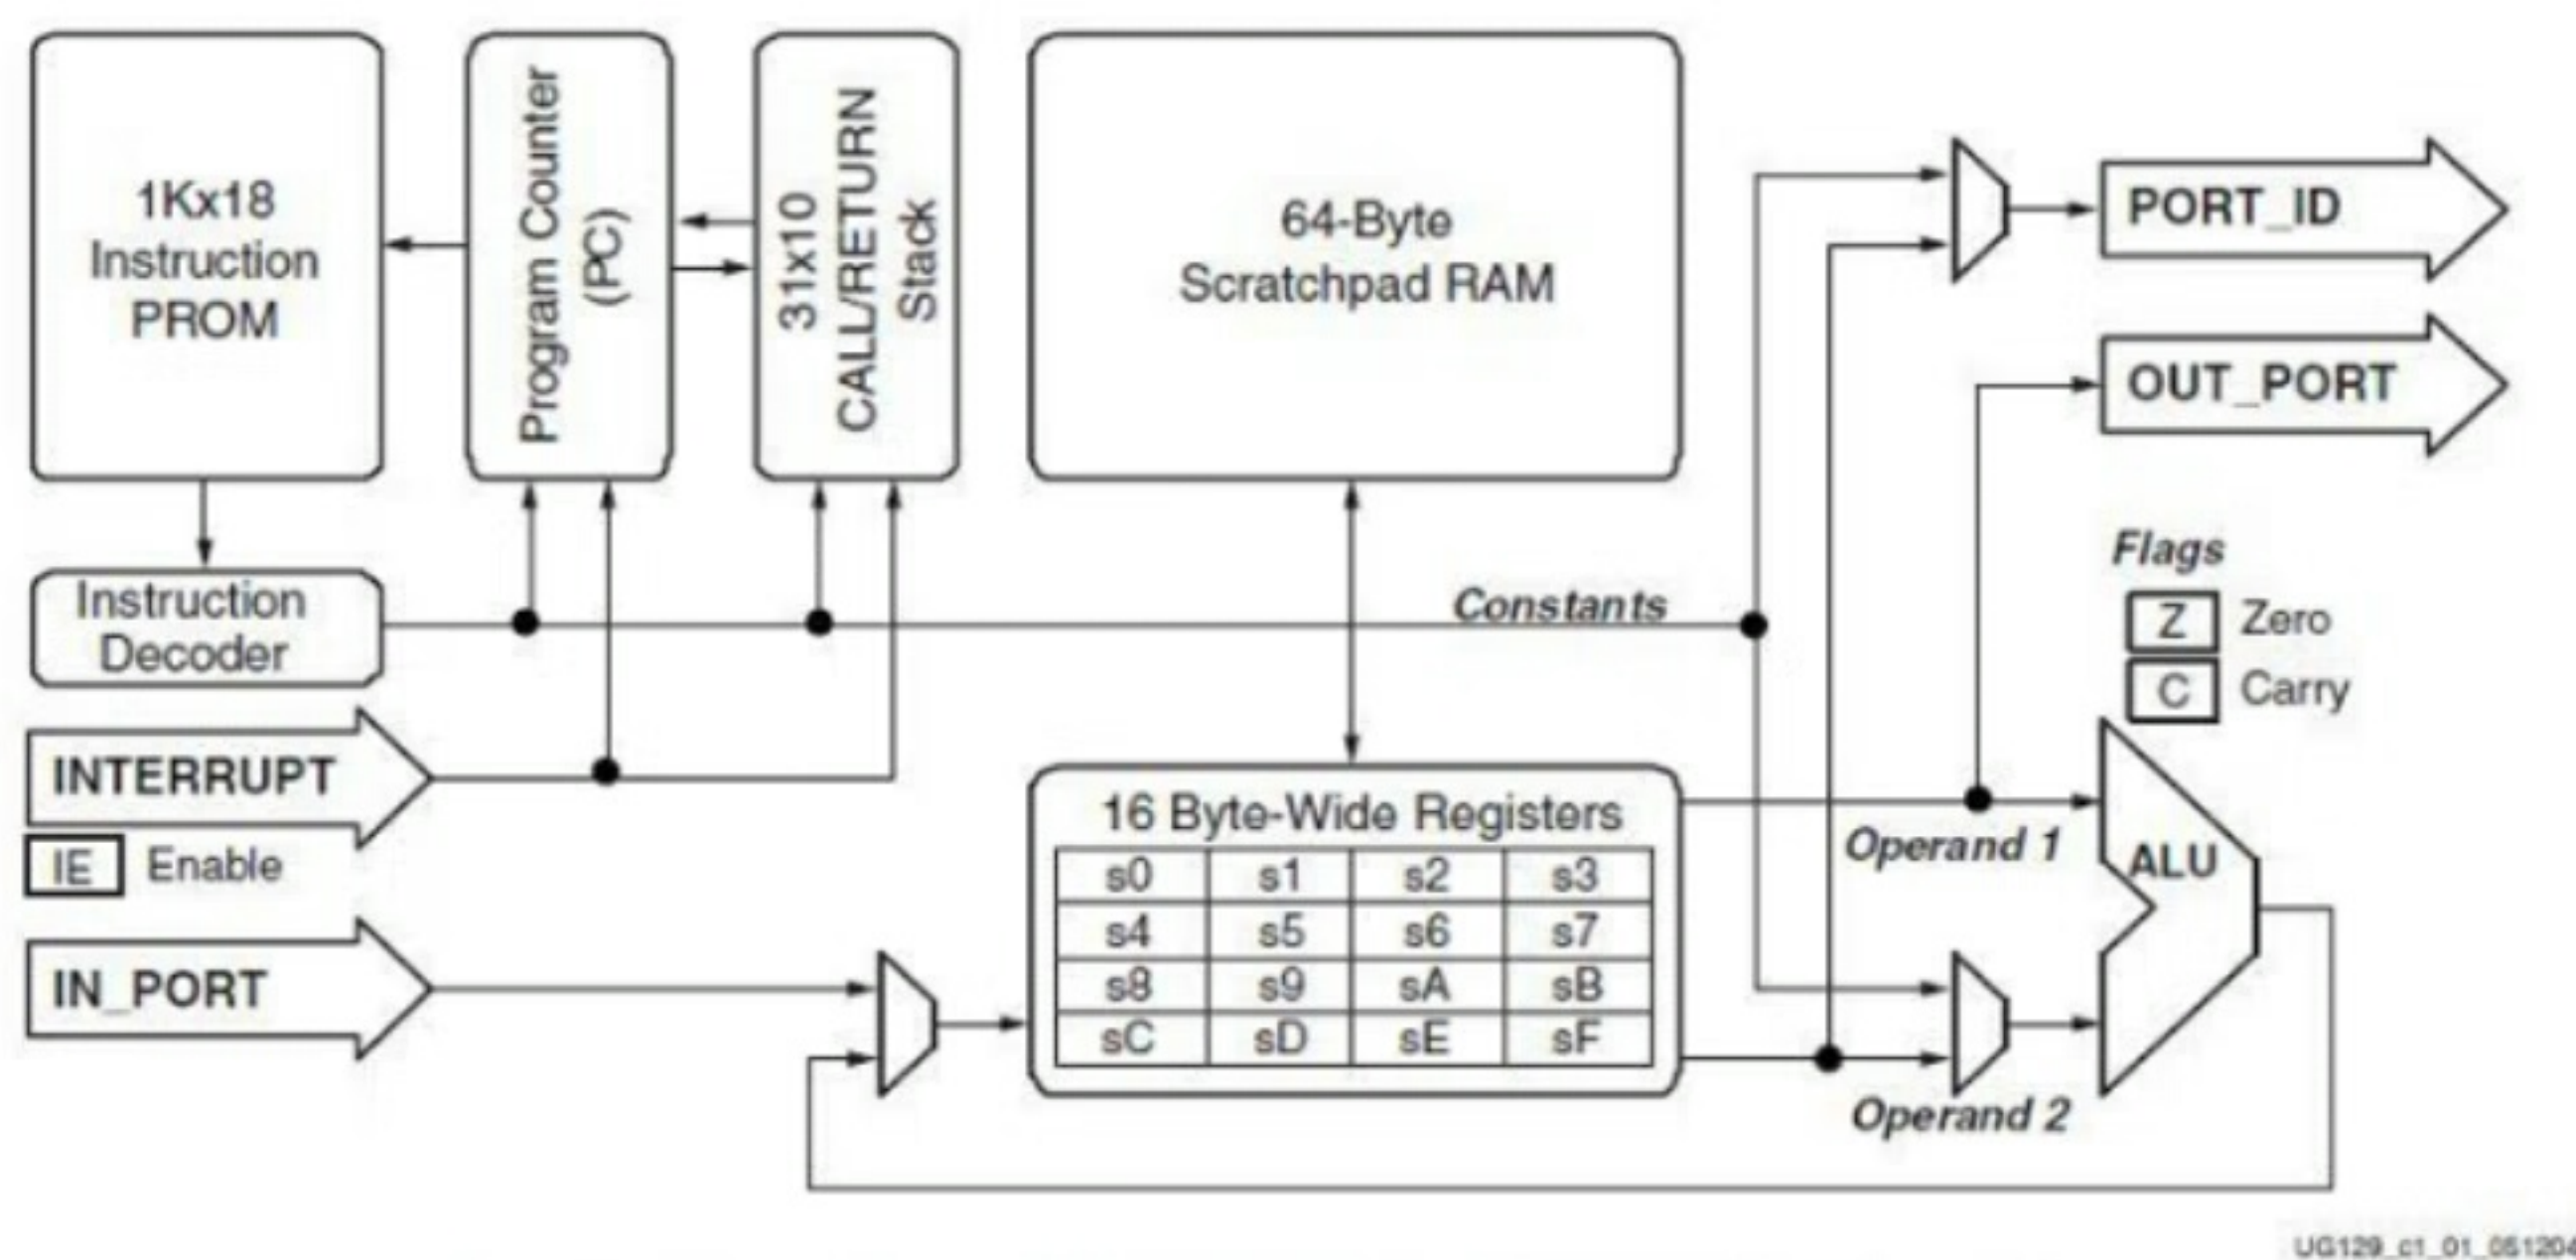 1Kx18
Instruction
PROM
Program Counter
(PC)
31x10
CALL/RETURN
Stack
64-Byte
Scratchpad RAM
PORT_ID
OUT_PORT
Instruction
Decoder
Constants
Flags
Z Zero
C Carry
INTERRUPT
IE Enable
IN_PORT
16 Byte-Wide Registers
s0 s1 s2 s3
s4 s5 s6 s7
s8 s9 sA sB
sC sD sE sF
Operand 1
ALU
Operand 2
UG129_c1_01_051204